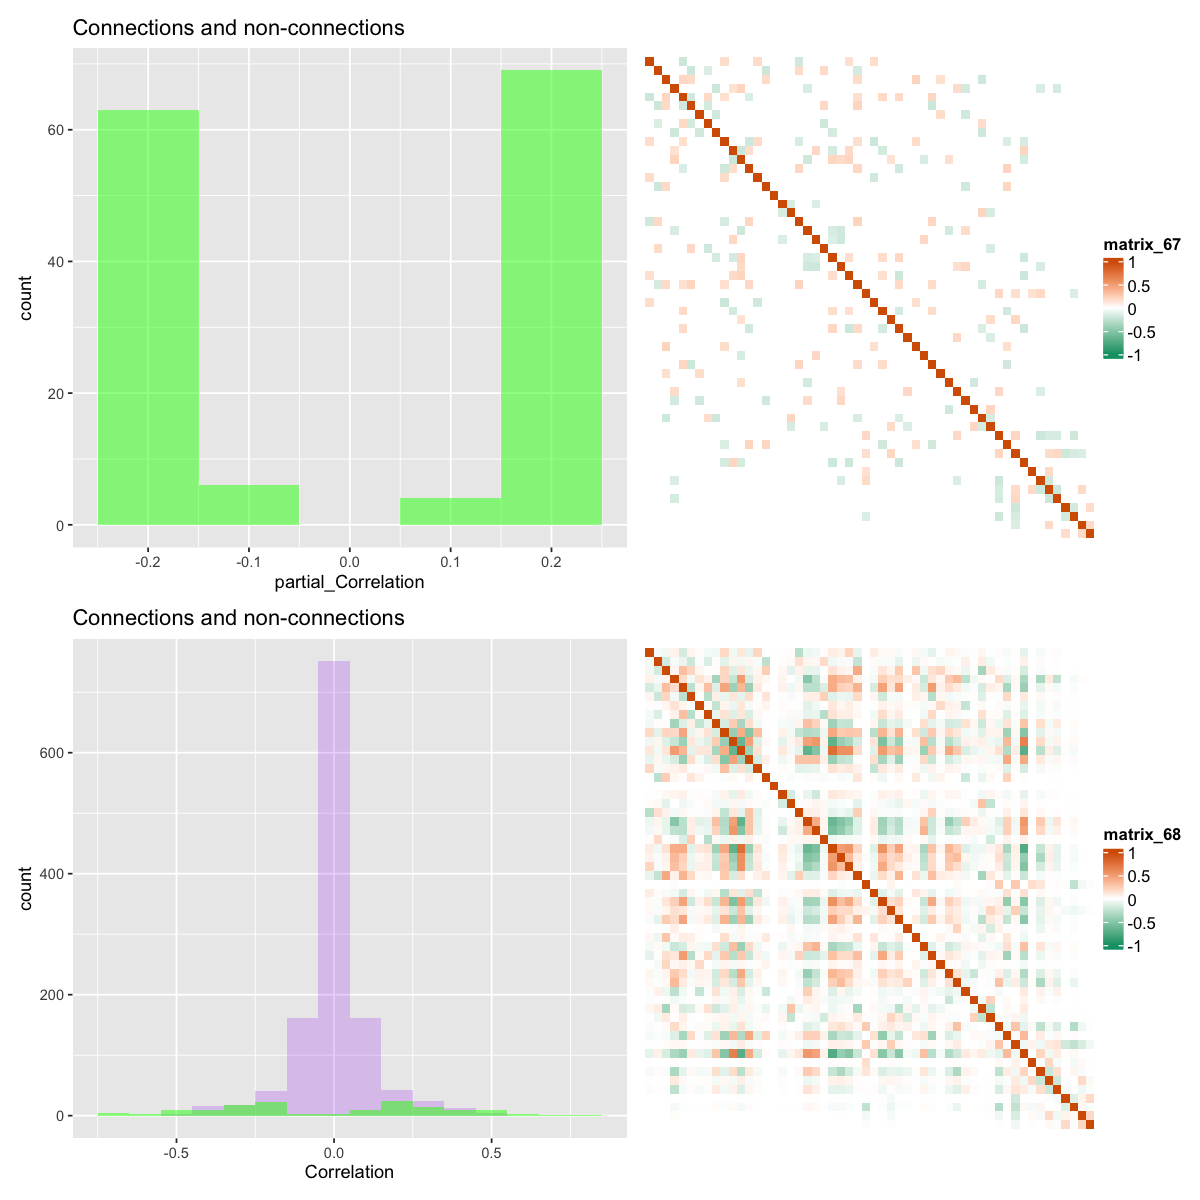 Connections and non-connections
count
60
40
20
0
-0.2 -0.1 0.0 0.1 0.2
partial_Correlation
matrix_67
1
0.5
0
-0.5
-1
Connections and non-connections
count
600
400
200
0
-0.5 0.0 0.5
Correlation
matrix_68
1
0.5
0
-0.5
-1